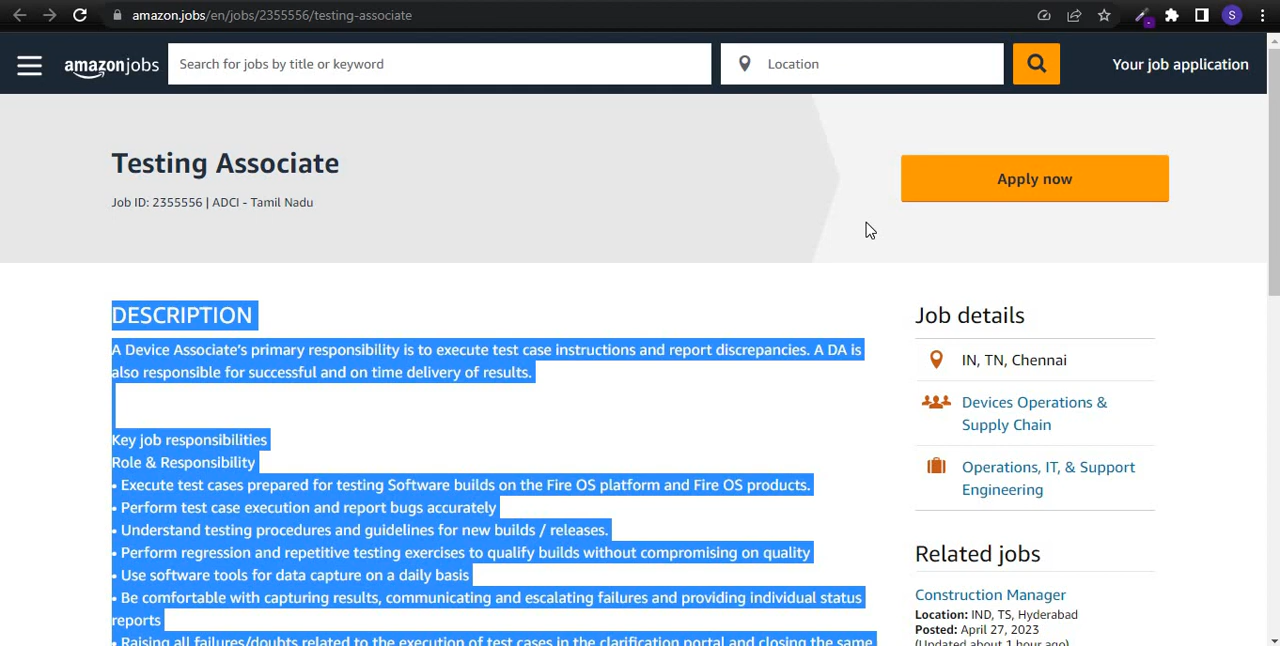 amazon.jobs/en/jobs/2355556/testing-associate
S
amazonjobs
Search for jobs by title or keyword
Location
Your job application
Testing Associate
Job ID: 2355556 | ADCI - Tamil Nadu
Apply now
DESCRIPTION
A Device Associate's primary responsibility is to execute test case instructions and report discrepancies. A DA is
also responsible for successful and on time delivery of results.
Key job responsibilities
Role & Responsibility
• Execute test cases prepared for testing Software builds on the Fire OS platform and Fire OS products.
• Perform test case execution and report bugs accurately
• Understand testing procedures and guidelines for new builds / releases.
• Perform regression and repetitive testing exercises to qualify builds without compromising on quality
• Use software tools for data capture on a daily basis
• Be comfortable with capturing results, communicating and escalating failures and providing individual status
reports
• Raising all failures/doubts related to the execution of test cases in the clarification portal and closing the same
Job details
IN, TN, Chennai
Devices Operations &
Supply Chain
Operations, IT, & Support
Engineering
Related jobs
Construction Manager
Location: IND, TS, Hyderabad
Posted: April 27, 2023
(Updated about 1 hour ago)